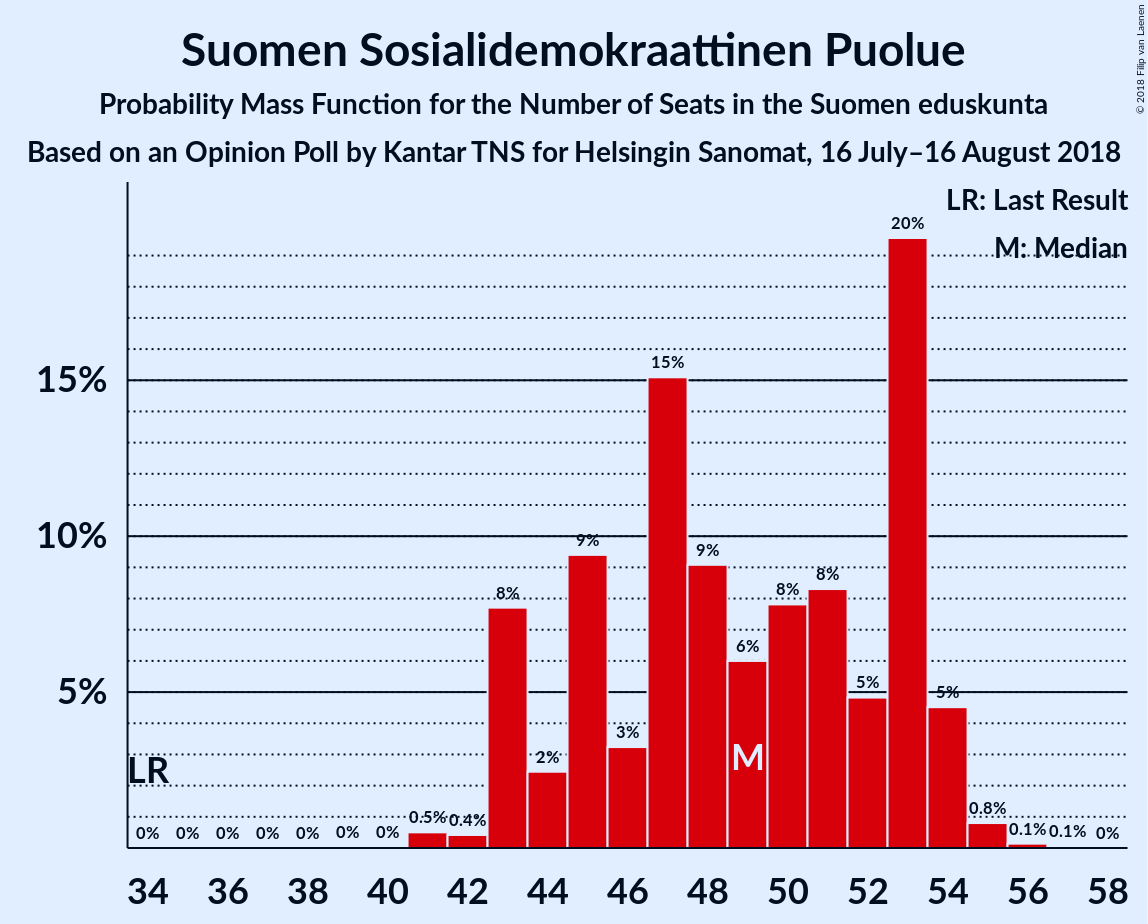 Suomen Sosialidemokraattinen Puolue
Probability Mass Function for the Number of Seats in the Suomen eduskunta
Based on an Opinion Poll by Kantar TNS for Helsingin Sanomat, 16 July–16 August 2018
© 2018 Filip van Laenen
LR: Last Result
M: Median
20%
15%
15%
10%
9%
9%
8%
8%
8%
6%
5%
5%
5%
3%
2%
M
LR
0% 0% 0% 0% 0% 0% 0% 0.5% 0.4% 0.8% 0.1% 0.1% 0%
34 36 38 40 42 44 46 48 50 52 54 56 58